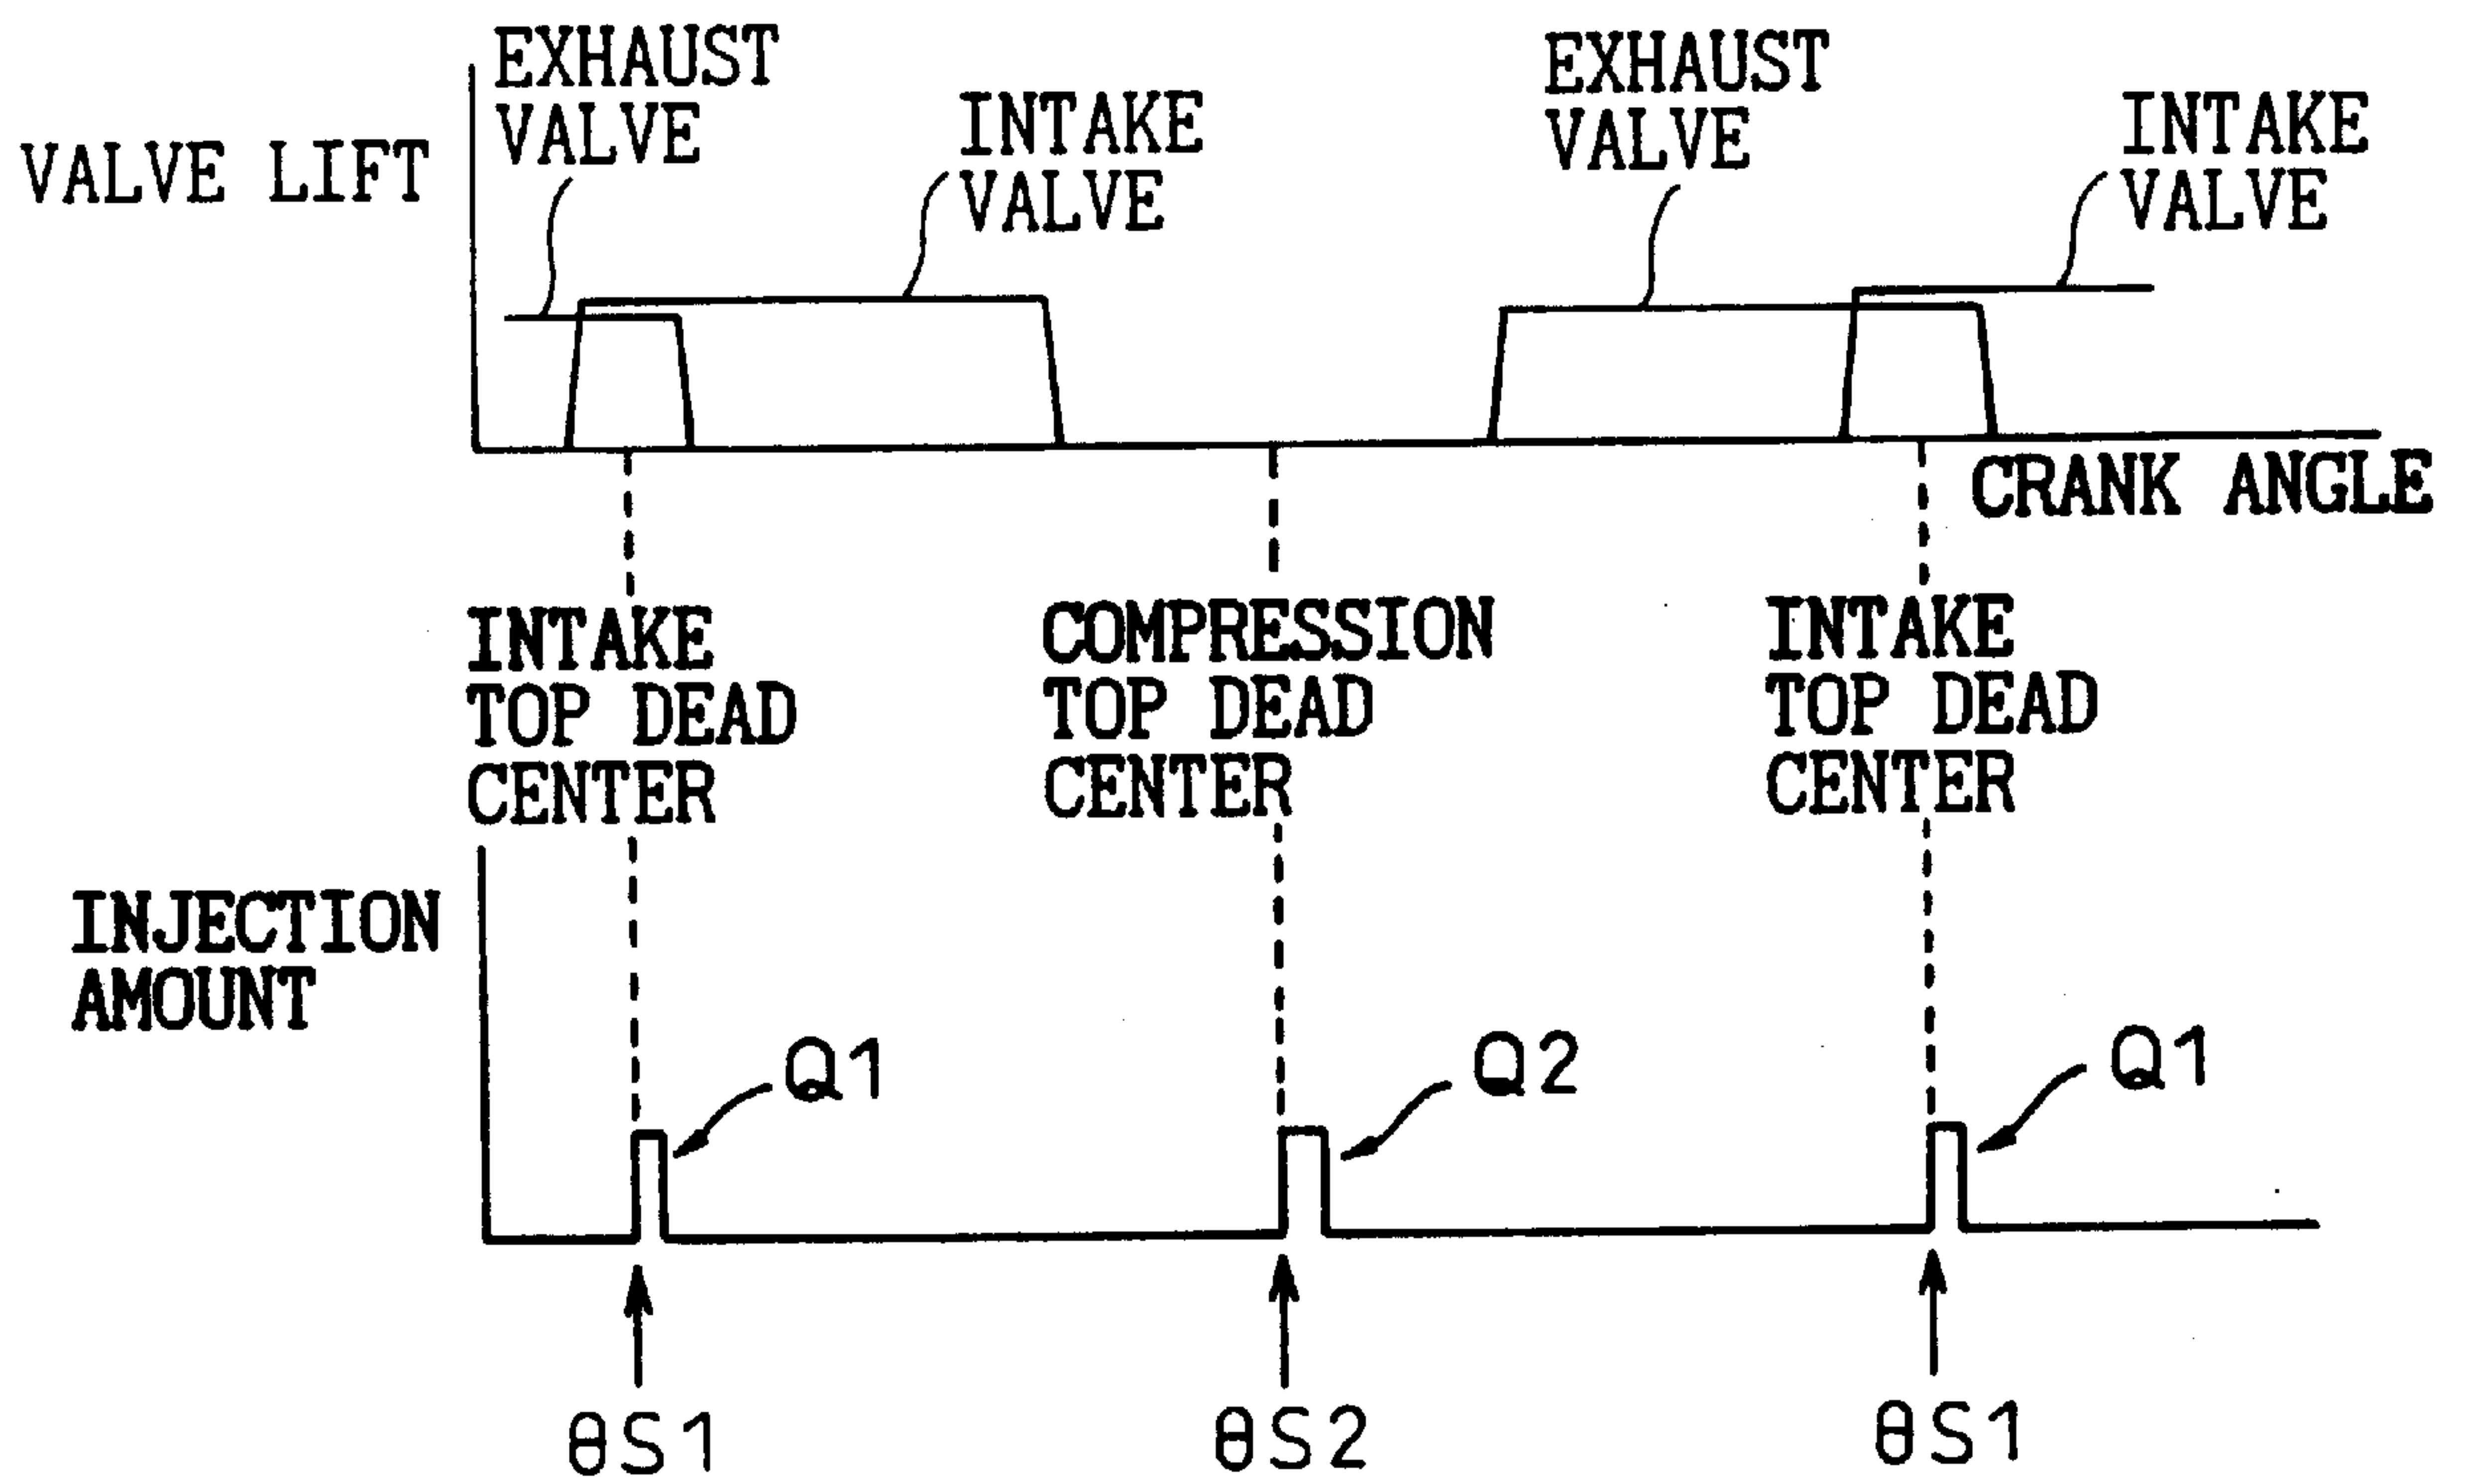 EXHAUST
VALVE
INTAKE
VALVE
EXHAUST
VALVE
INTAKE
VALVE
VALVE LIFT
CRANK ANGLE
INTAKE
TOP DEAD
CENTER
COMPRESSION
TOP DEAD
CENTER
INTAKE
TOP DEAD
CENTER
INJECTION
AMOUNT
Q1
Q2
Q1
θS1
θS2
θS1